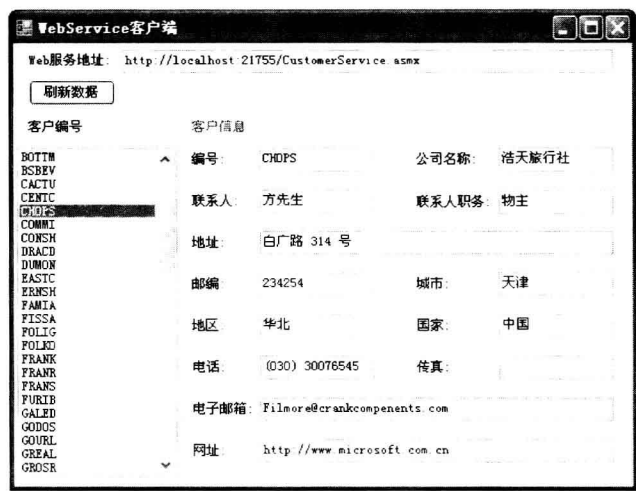 WebService客户端
Web服务地址: http://localhost:21755/CustomerService.asmx
刷新数据
客户编号
客户信息
BOTTM
BSBEV
CACTU
CENTC
CHOPS
COMMI
CONSH
DRACD
DUMON
EASTC
ERNSH
FAMIA
FISSA
FOLIG
FOLKO
FRANK
FRANR
FRANS
FURIB
GALED
GODOS
GOURL
GREAL
GROSR
编号: CHOPS 公司名称: 浩天旅行社
联系人: 方先生 联系人职务: 物主
地址: 白广路 314 号
邮编 234254 城市: 天津
地区 华北 国家: 中国
电话: (030) 30076545 传真:
电子邮箱: Filmore@crankcompenents.com
网址 http://www.microsoft.com.cn